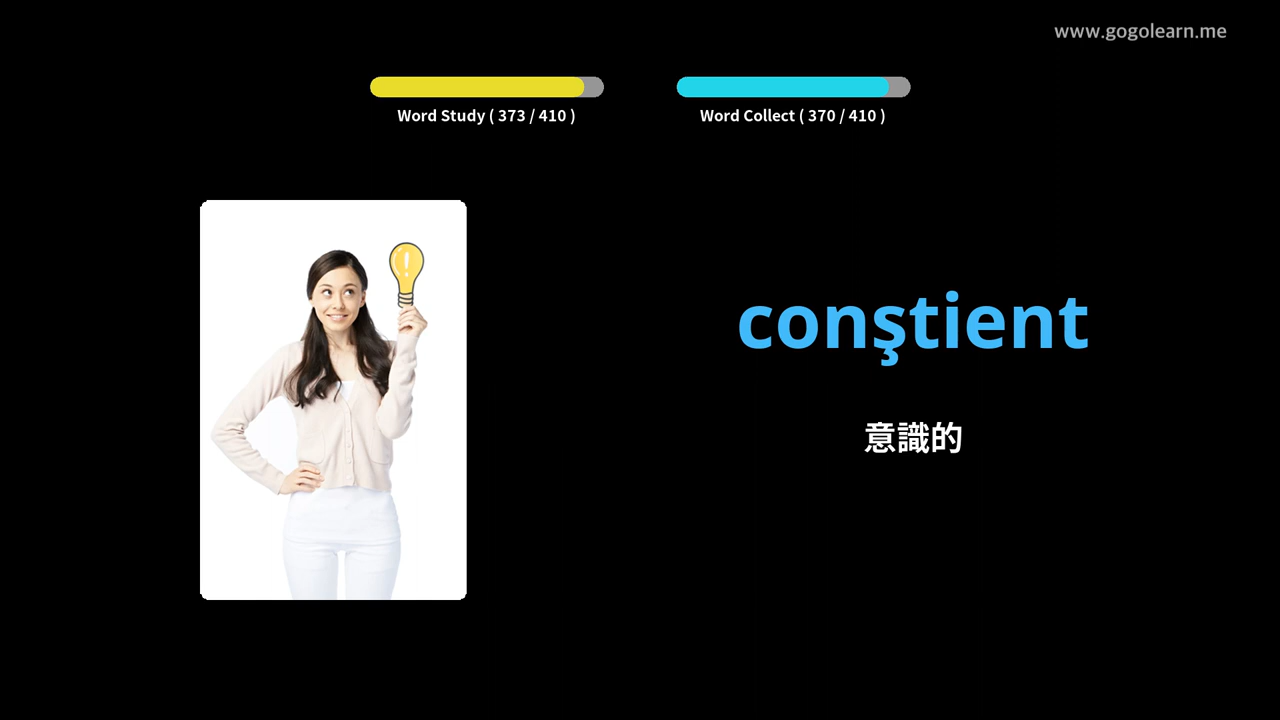 www.gogolearn.me
Word Study ( 373 / 410 )
Word Collect ( 370 / 410 )
conştient
意識的